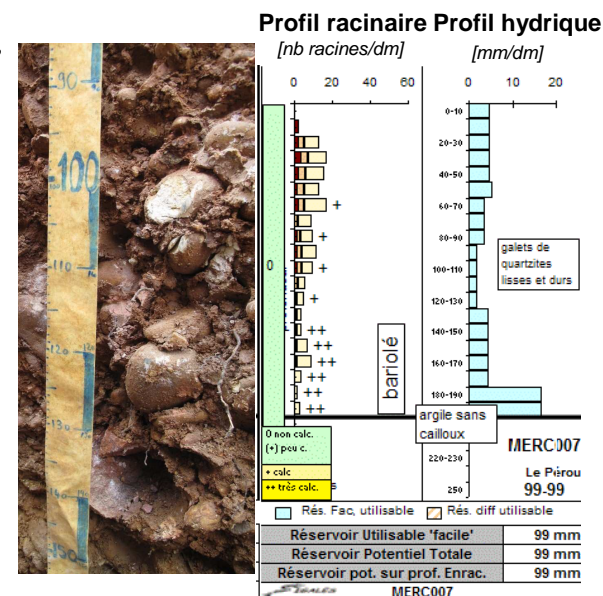 Profil racinaire Profil hydrique
[nb racines/dm] [mm/dm]
0 20 40 60
0 10 20
0-10
20-30
40-50
60-70
80-90
100-110
120-130
140-150
160-170
180-190
220-230
250
+
+
+
+
++
++
++
++
++
++
0
bariolé
galets de
quartzites
lisses et durs
argile sans
cailloux
0 non calc.
(+) peu c.
+ calc
++ très calc.
s
MERC007
Le Pérou
99-99
Rés. Fac, utilisable Rés. diff utilisable
Réservoir Utilisable 'facile' 99 mm
Réservoir Potentiel Totale 99 mm
Réservoir pot. sur prof. Enrac. 99 mm
MERC007
90
100
110
120
130
140
150